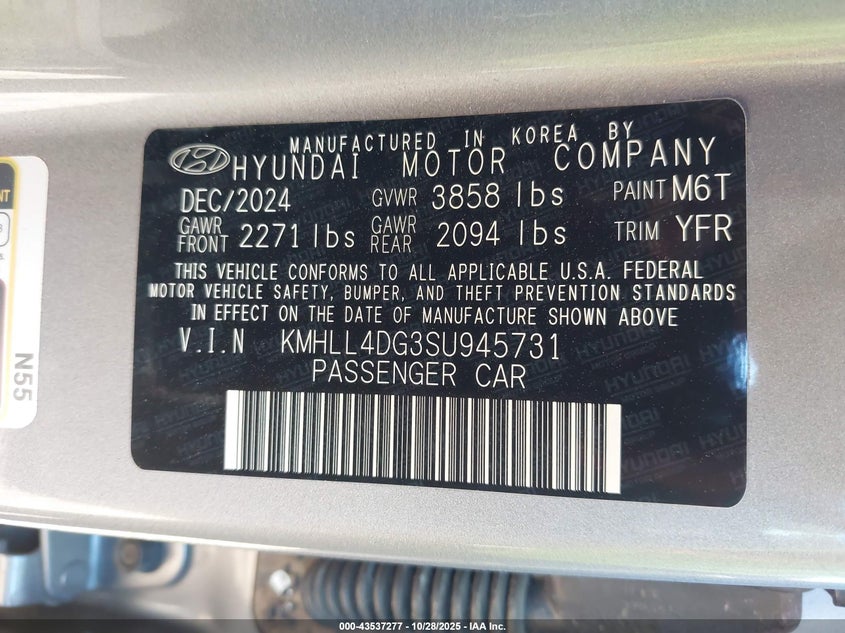 MANUFACTURED IN KOREA BY
HYUNDAI MOTOR COMPANY
DEC/2024 GVWR 3858 lbs PAINT M6T
GAWR FRONT 2271 lbs GAWR REAR 2094 lbs TRIM YFR
THIS VEHICLE CONFORMS TO ALL APPLICABLE U.S.A. FEDERAL
MOTOR VEHICLE SAFETY, BUMPER, AND THEFT PREVENTION STANDARDS
IN EFFECT ON THE DATE OF MANUFACTURE SHOWN ABOVE
V.I.N KMHLL4DG3SU945731
PASSENGER CAR
N55
000-43537277 - 10/28/2025 - IAA Inc.